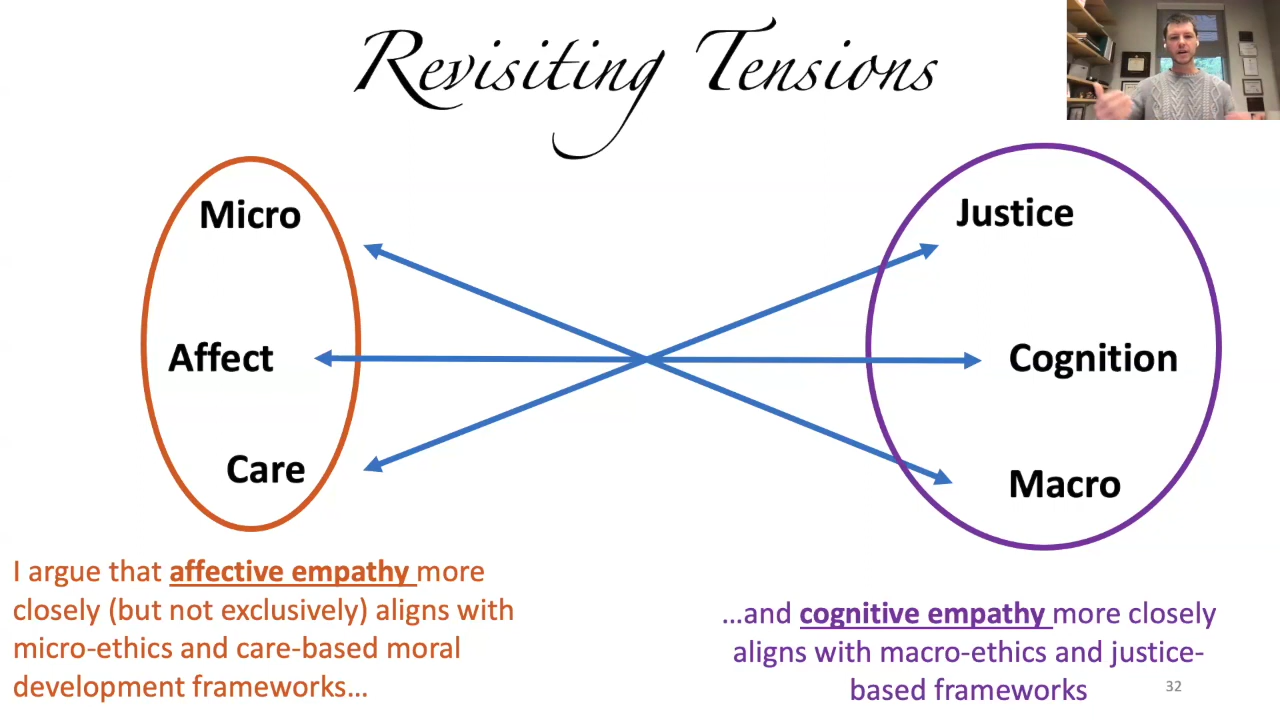 Revisiting Tensions
Micro
Justice
Affect
Cognition
Care
Macro
I argue that affective empathy more
closely (but not exclusively) aligns with
micro-ethics and care-based moral
development frameworks…
…and cognitive empathy more closely
aligns with macro-ethics and justice-
based frameworks
32